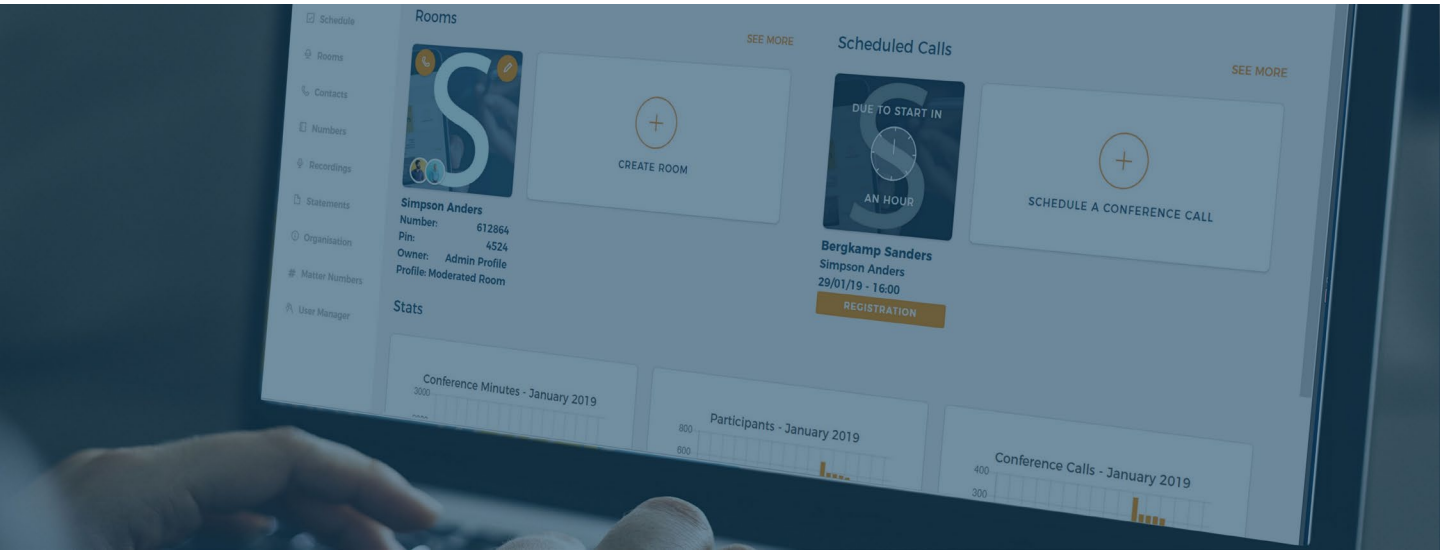 Schedule
Rooms
Contacts
Numbers
Recordings
Statements
Organisation
# Matter Numbers
User Manager
Rooms
SEE MORE
S
Simpson Anders
Number: 612864
Pin: 4524
Owner: Admin Profile
Profile: Moderated Room
CREATE ROOM
Scheduled Calls
SEE MORE
S
DUE TO START IN
AN HOUR
Bergkamp Sanders
Simpson Anders
29/01/19 - 16:00
REGISTRATION
SCHEDULE A CONFERENCE CALL
Stats
Conference Minutes - January 2019
3000
Participants - January 2019
800
600
Conference Calls - January 2019
400
300